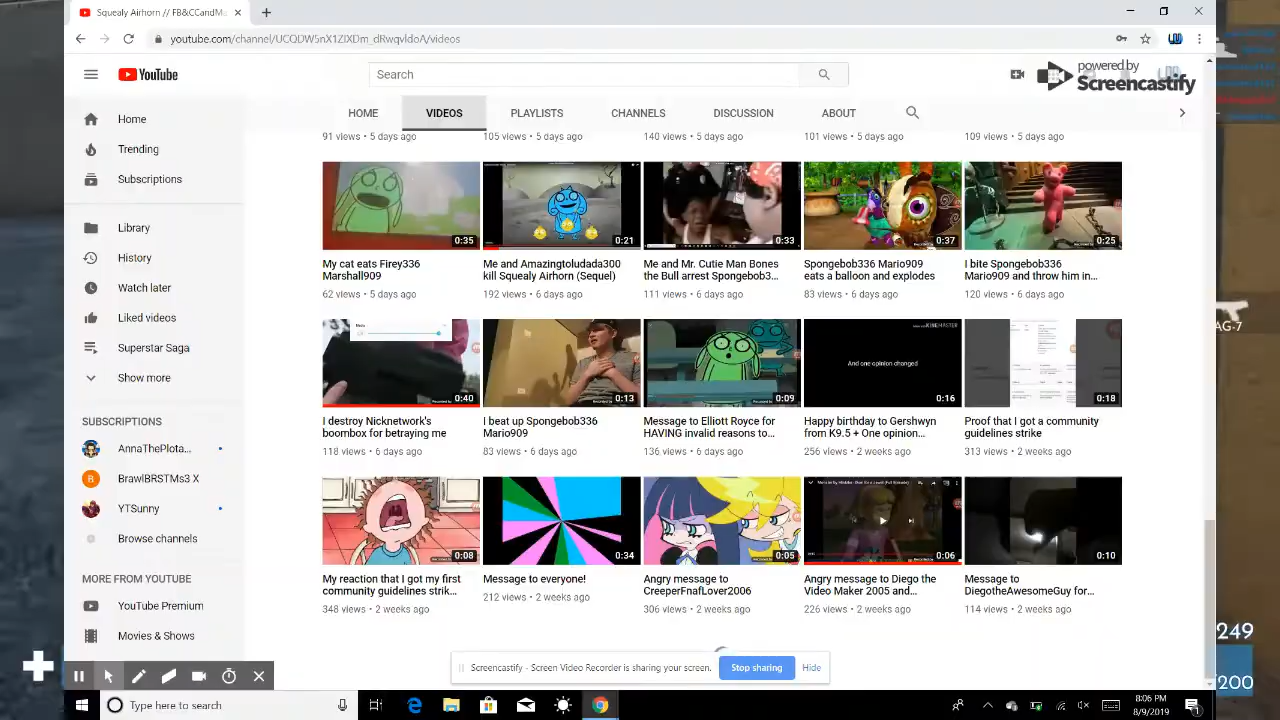 Squealy Airhorn // FB&CCandMa
youtube.com/channel/UCQDW5nX1ZlXDm_dRwqvldoA/videos
YouTube
Search
powered by
Screencastify
HOME
VIDEOS
PLAYLISTS
CHANNELS
DISCUSSION
ABOUT
Home
Trending
Subscriptions
Library
History
Watch later
Liked videos
Superstar Saga
Show more
SUBSCRIPTIONS
AnnaTheFlota...
BrawlBRSTMs3 X
YTSunny
Browse channels
MORE FROM YOUTUBE
YouTube Premium
Movies & Shows
91 views • 5 days ago
105 views • 5 days ago
140 views • 5 days ago
101 views • 5 days ago
109 views • 5 days ago
0:35
0:21
0:33
0:37
0:25
My cat eats Firey336
Marshall909
62 views • 5 days ago
Me and Amazingtoludada300
kill Squealy Airhorn (Sequel)
192 views • 6 days ago
Me and Mr. Cutie Man Bones
the Bull arrest Spongebob3...
111 views • 6 days ago
Spongebob336 Mario909
eats a balloon and explodes
83 views • 6 days ago
I bite Spongebob336
Mario909 and throw him in...
120 views • 6 days ago
0:40
0:13
0:09
KINEMASTER
And one opinion changed
0:16
0:18
I destroy Nicknetwork's
boombox for betraying me
118 views • 6 days ago
I beat up Spongebob336
Mario909
83 views • 6 days ago
Message to Elliott Royce for
HAVING invalid reasons to...
136 views • 6 days ago
Happy birthday to Gershwyn
from K9.5 + One opinion...
256 views • 2 weeks ago
Proof that I got a community
guidelines strike
313 views • 2 weeks ago
0:08
0:34
0:05
0:06
0:10
My reaction that I got my first
community guidelines strik...
348 views • 2 weeks ago
Message to everyone!
212 views • 2 weeks ago
Angry message to
CreeperFnafLover2006
306 views • 2 weeks ago
Angry message to Diego the
Video Maker 2005 and...
226 views • 2 weeks ago
Message to
DiegotheAwesomeGuy for...
114 views • 2 weeks ago
Screencastify - Screen Video Recorder is sharing your screen.
Stop sharing
Hide
Type here to search
8:06 PM
8/9/2019
AG-7
249
200